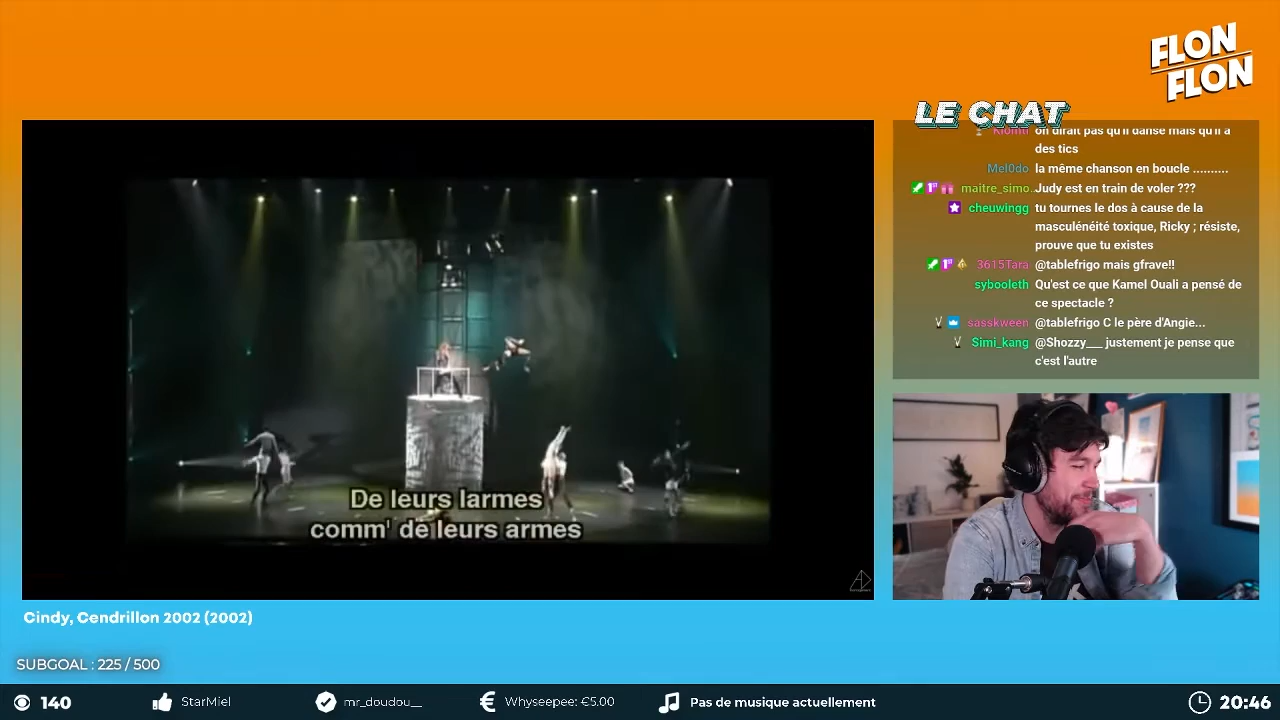 FLON
FLON
LE CHAT
Klomti on dirait pas qu'il danse mais qu'il a
des tics
Mel0do la même chanson en boucle ..........
maitre_simo.. Judy est en train de voler ???
cheuwingg tu tournes le dos à cause de la
masculénéité toxique, Ricky ; résiste,
prouve que tu existes
3615Tara @tablefrigo mais gfrave!!
sybooleth Qu'est ce que Kamel Ouali a pensé de
ce spectacle ?
sasskween @tablefrigo C le père d'Angie...
Simi_kang @Shozzy___ justement je pense que
c'est l'autre
De leurs larmes
comm' de leurs armes
Cindy, Cendrillon 2002 (2002)
SUBGOAL : 225 / 500
140 StarMiel mr_doudou__ € Whyseepee: €5.00 Pas de musique actuellement 20:46